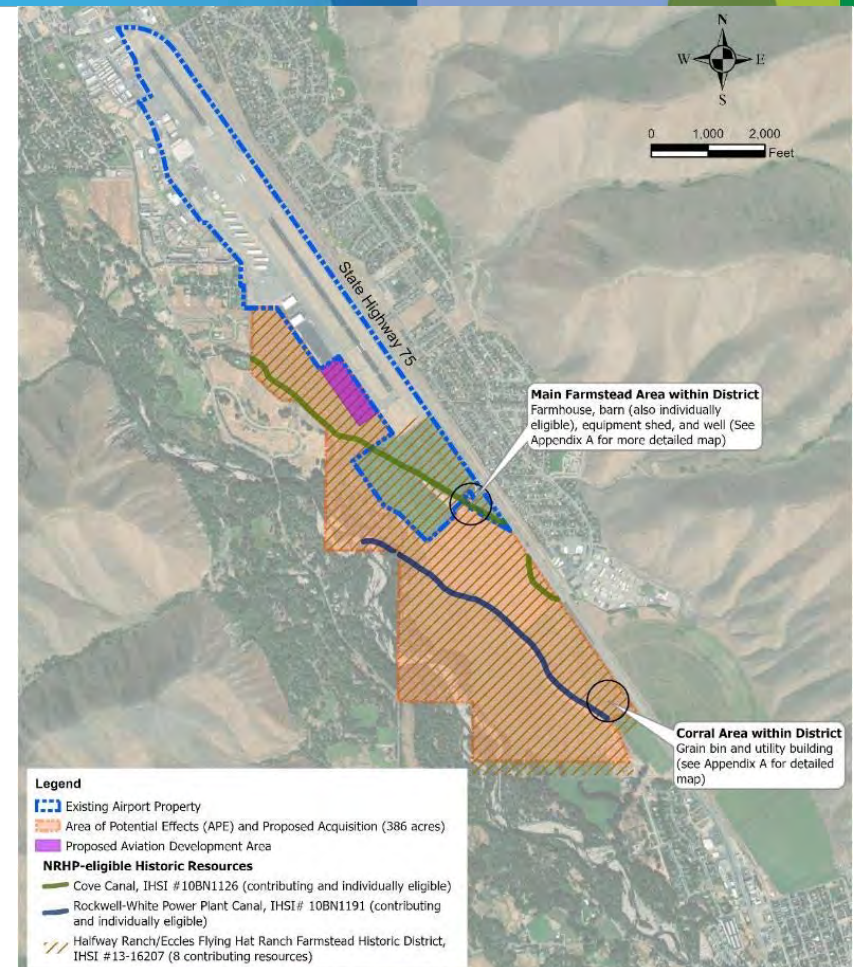 N
W E
S
0 1,000 2,000
Feet
State Highway 75
Main Farmstead Area within District
Farmhouse, barn (also individually
eligible), equipment shed, and well (See
Appendix A for more detailed map)
Corral Area within District
Grain bin and utility building
(see Appendix A for detailed
map)
Legend
Existing Airport Property
Area of Potential Effects (APE) and Proposed Acquisition (386 acres)
Proposed Aviation Development Area
NRHP-eligible Historic Resources
Cove Canal, IHSI #10BN1126 (contributing and individually eligible)
Rockwell-White Power Plant Canal, IHSI# 10BN1191 (contributing
and individually eligible)
Halfway Ranch/Eccles Flying Hat Ranch Farmstead Historic District,
IHSI #13-16207 (8 contributing resources)